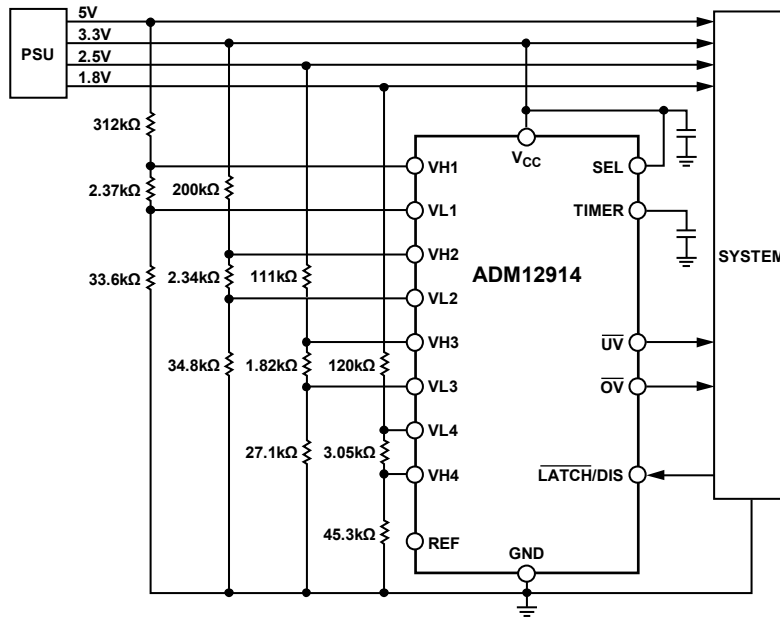 5V
3.3V
PSU
2.5V
1.8V
312kΩ
2.37kΩ
200kΩ
33.6kΩ
2.34kΩ
111kΩ
34.8kΩ
1.82kΩ
120kΩ
27.1kΩ
3.05kΩ
45.3kΩ
VCC
VH1
SEL
VL1
TIMER
VH2
ADM12914
VL2
VH3
UV
VL3
OV
VL4
VH4
LATCH/DIS
REF
GND
SYSTEM